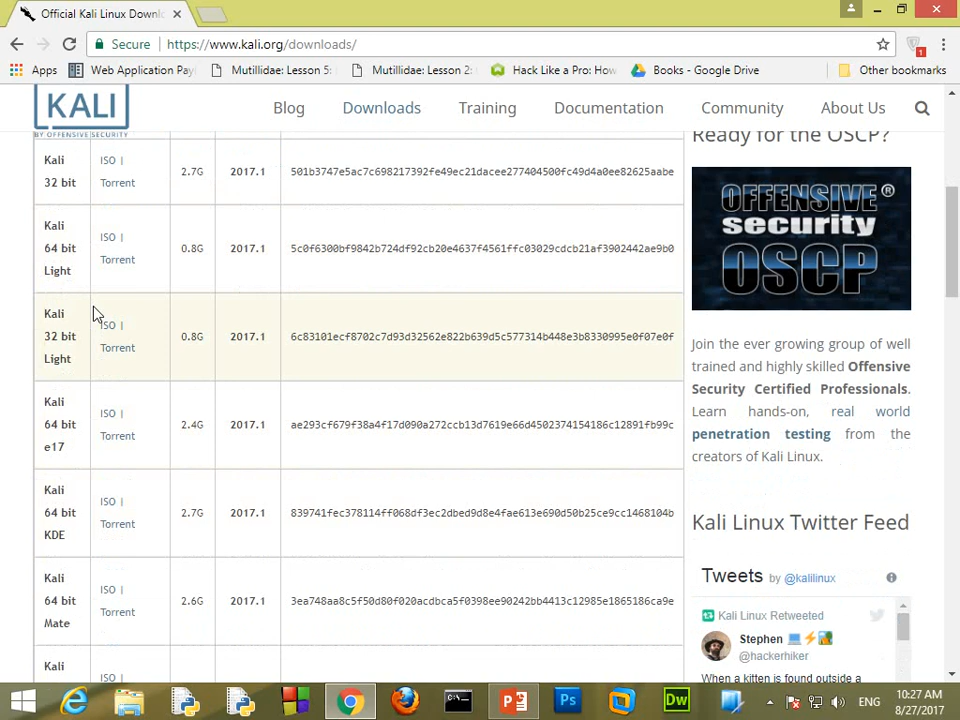 Official Kali Linux Downlo
Secure https://www.kali.org/downloads/
1
Apps Web Application Pay Mutillidae: Lesson 5: Mutillidae: Lesson 2: Hack Like a Pro: How Books - Google Drive Other bookmarks
KALI
BY OFFENSIVE SECURITY
Blog Downloads Training Documentation Community About Us
Kali
32 bit
ISO |
Torrent
2.7G
2017.1
501b3747e5ac7c698217392fe49ec21dacee277404500fc49d4a0ee82625aabe
Kali
64 bit
Light
ISO |
Torrent
0.8G
2017.1
5c0f6300bf9842b724df92cb20e4637f4561ffc03029cdcb21af3902442ae9b0
Kali
32 bit
Light
ISO |
Torrent
0.8G
2017.1
6c83101ecf8702c7d93d32562e822b639d5c577314b448e3b8330995e0f07e0f
Kali
64 bit
e17
ISO |
Torrent
2.4G
2017.1
ae293cf679f38a4f17d090a272ccb13d7619e66d4502374154186c12891fb99c
Kali
64 bit
KDE
ISO |
Torrent
2.7G
2017.1
839741fec378114ff068df3ec2dbed9d8e4fae613e690d50b25ce9cc1468104b
Kali
64 bit
Mate
ISO |
Torrent
2.6G
2017.1
3ea748aa8c5f50d80f020acdbca5f0398ee90242bb4413c12985e1865186ca9e
Kali
ISO |
Ready for the OSCP?
OFFENSIVE®
security
OSCP
Join the ever growing group of well
trained and highly skilled Offensive
Security Certified Professionals.
Learn hands-on, real world
penetration testing from the
creators of Kali Linux.
Kali Linux Twitter Feed
Tweets by @kalilinux
Kali Linux Retweeted
Stephen
@hackerhiker
When a kitten is found outside a
Ps
Dw
ENG
10:27 AM
8/27/2017